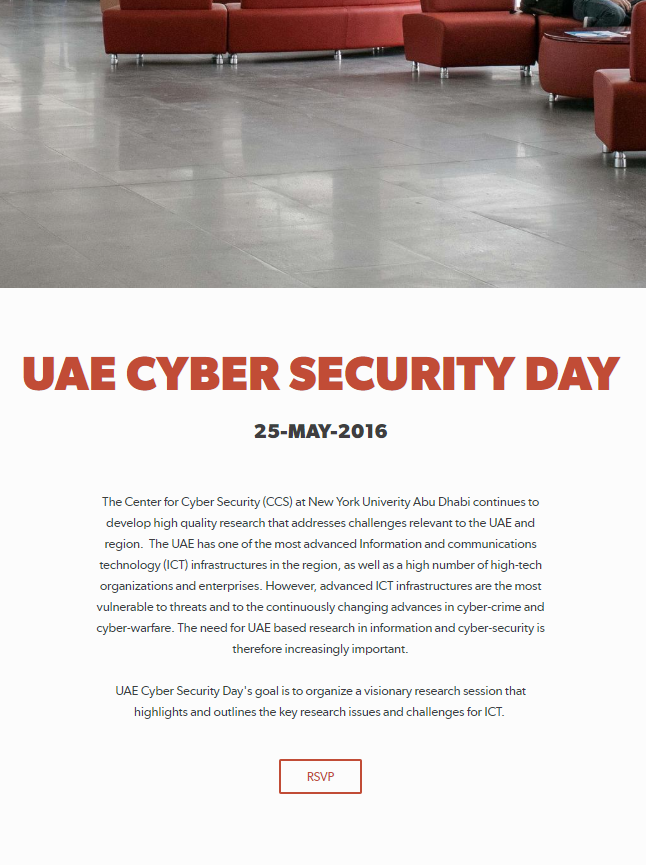 UAE CYBER SECURITY DAY
25-MAY-2016
The Center for Cyber Security (CCS) at New York Univerity Abu Dhabi continues to
develop high quality research that addresses challenges relevant to the UAE and
region.  The UAE has one of the most advanced Information and communications
technology (ICT) infrastructures in the region, as well as a high number of high-tech
organizations and enterprises. However, advanced ICT infrastructures are the most
vulnerable to threats and to the continuously changing advances in cyber-crime and
cyber-warfare. The need for UAE based research in information and cyber-security is
therefore increasingly important.
UAE Cyber Security Day's goal is to organize a visionary research session that
highlights and outlines the key research issues and challenges for ICT.
RSVP